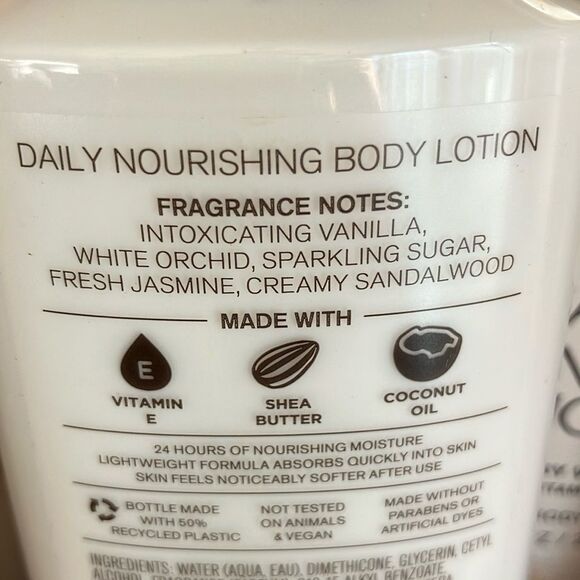 DAILY NOURISHING BODY LOTION
FRAGRANCE NOTES:
INTOXICATING VANILLA,
WHITE ORCHID, SPARKLING SUGAR,
FRESH JASMINE, CREAMY SANDALWOOD
MADE WITH
E
VITAMIN
E
SHEA
BUTTER
COCONUT
OIL
24 HOURS OF NOURISHING MOISTURE
LIGHTWEIGHT FORMULA ABSORBS QUICKLY INTO SKIN
SKIN FEELS NOTICEABLY SOFTER AFTER USE
BOTTLE MADE
WITH 50%
RECYCLED PLASTIC
NOT TESTED
ON ANIMALS
& VEGAN
MADE WITHOUT
PARABENS OR
ARTIFICIAL DYES
INGREDIENTS: WATER (AQUA, EAU), DIMETHICONE, GLYCERIN, CETYL